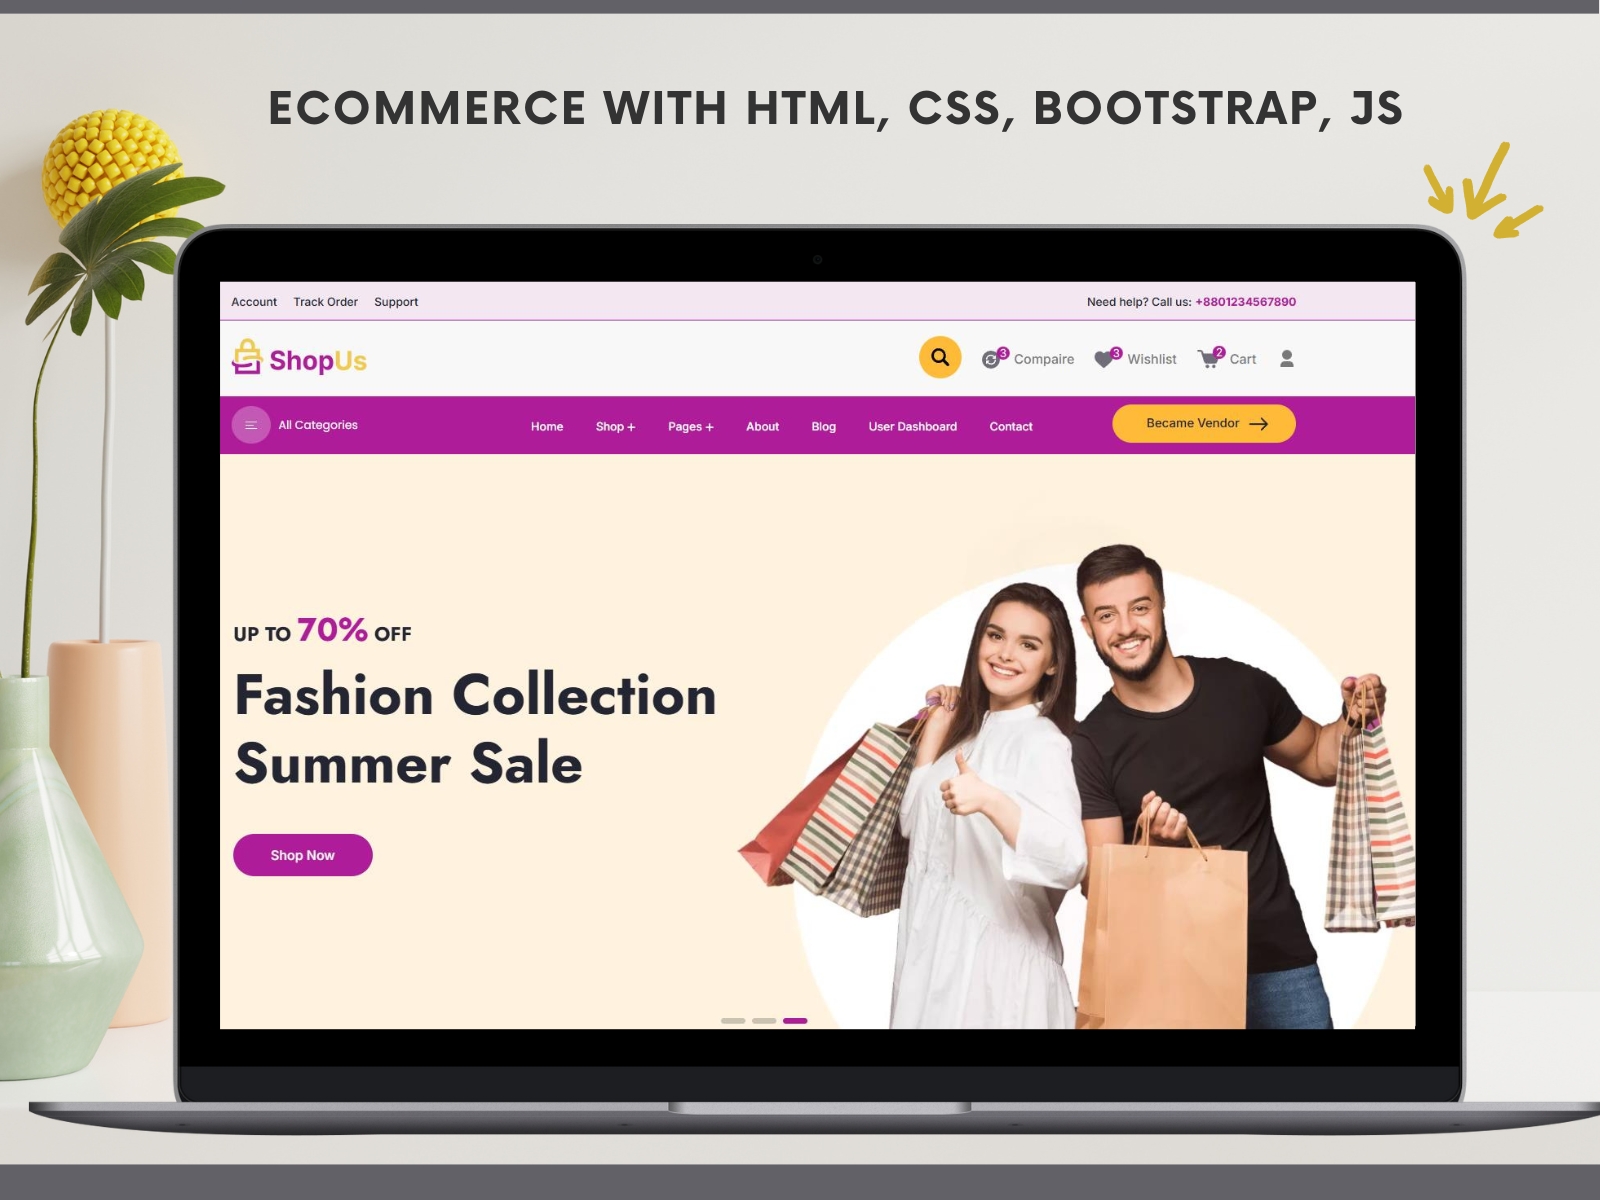 ECOMMERCE WITH HTML, CSS, BOOTSTRAP, JS
Account Track Order Support Need help? Call us: +8801234567890
ShopUs 3 Compaire 3 Wishlist 2 Cart
All Categories Home Shop + Pages + About Blog User Dashboard Contact Became Vendor
UP TO 70% OFF
Fashion Collection
Summer Sale
Shop Now